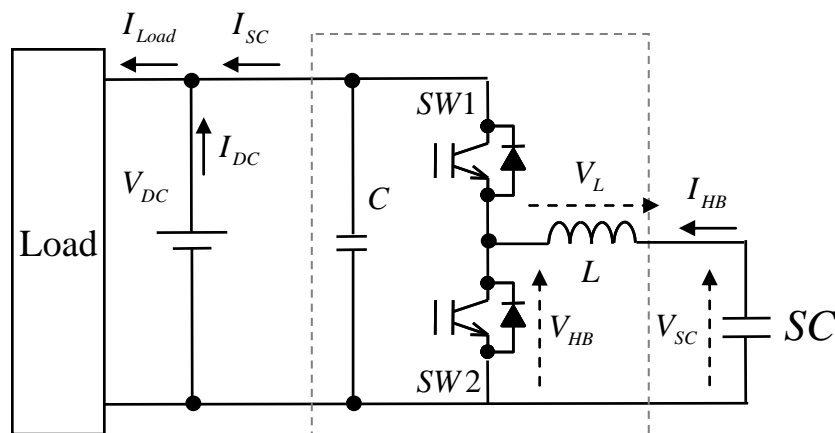 I_Load
I_SC
SW1
I_DC
V_DC
C
V_L
I_HB
Load
L
V_HB
V_SC
SC
SW2